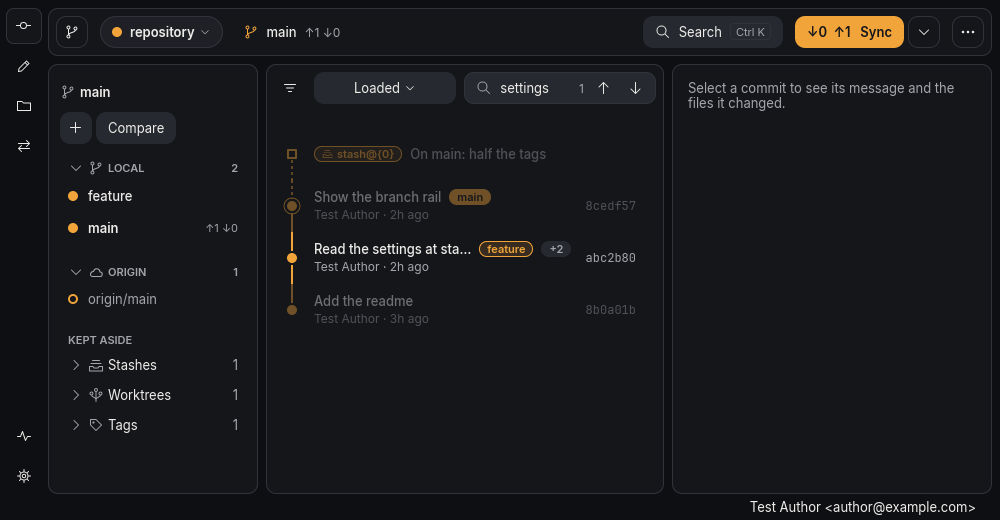 repository
main ↑1 ↓0
Search Ctrl K
↓0 ↑1 Sync
main
Compare
LOCAL 2
feature
main ↑1 ↓0
ORIGIN 1
origin/main
KEPT ASIDE
Stashes 1
Worktrees 1
Tags 1
Loaded
settings 1
stash@{0} On main: half the tags
Show the branch rail main
Test Author · 2h ago 8cedf57
Read the settings at sta... feature +2
Test Author · 2h ago abc2b80
Add the readme
Test Author · 3h ago 8b0a01b
Select a commit to see its message and the
files it changed.
Test Author <author@example.com>